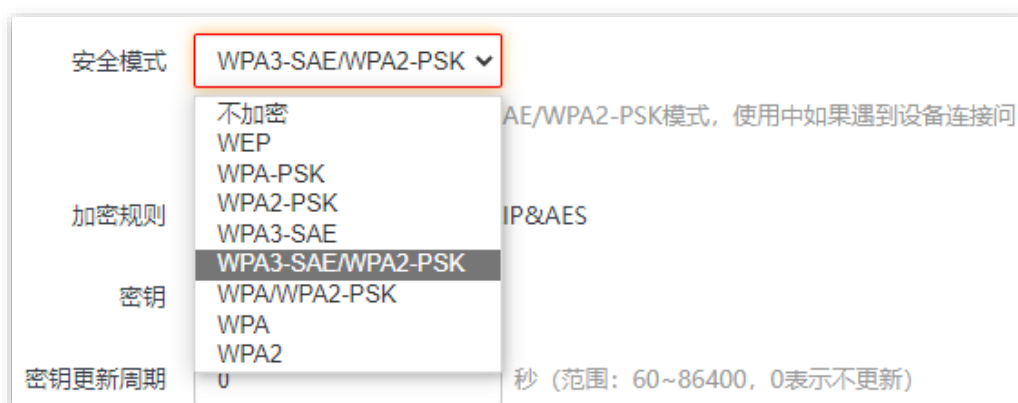 安全模式 WPA3-SAE/WPA2-PSK
不加密
AE/WPA2-PSK模式，使用中如果遇到设备连接问
WEP
WPA-PSK
WPA2-PSK
加密规则 IP&AES
WPA3-SAE
WPA3-SAE/WPA2-PSK
密钥 WPA/WPA2-PSK
WPA
WPA2
密钥更新周期 0 秒 (范围：60~86400，0表示不更新)